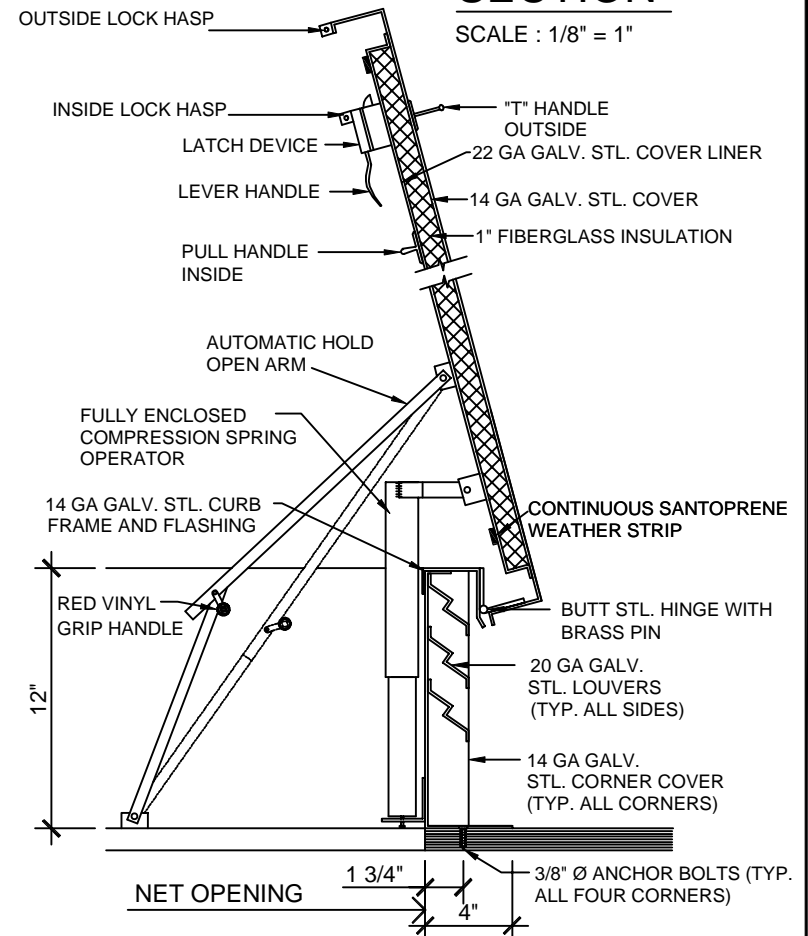 SECTION
SCALE : 1/8" = 1"
OUTSIDE LOCK HASP
INSIDE LOCK HASP
LATCH DEVICE
LEVER HANDLE
PULL HANDLE
INSIDE
"T" HANDLE
OUTSIDE
22 GA GALV. STL. COVER LINER
14 GA GALV. STL. COVER
1" FIBERGLASS INSULATION
AUTOMATIC HOLD
OPEN ARM
FULLY ENCLOSED
COMPRESSION SPRING
OPERATOR
14 GA GALV. STL. CURB
FRAME AND FLASHING
CONTINUOUS SANTOPRENE
WEATHER STRIP
RED VINYL
GRIP HANDLE
BUTT STL. HINGE WITH
BRASS PIN
20 GA GALV.
STL. LOUVERS
(TYP. ALL SIDES)
12"
14 GA GALV.
STL. CORNER COVER
(TYP. ALL CORNERS)
3/8" Ø ANCHOR BOLTS (TYP.
ALL FOUR CORNERS)
1 3/4"
NET OPENING
4"